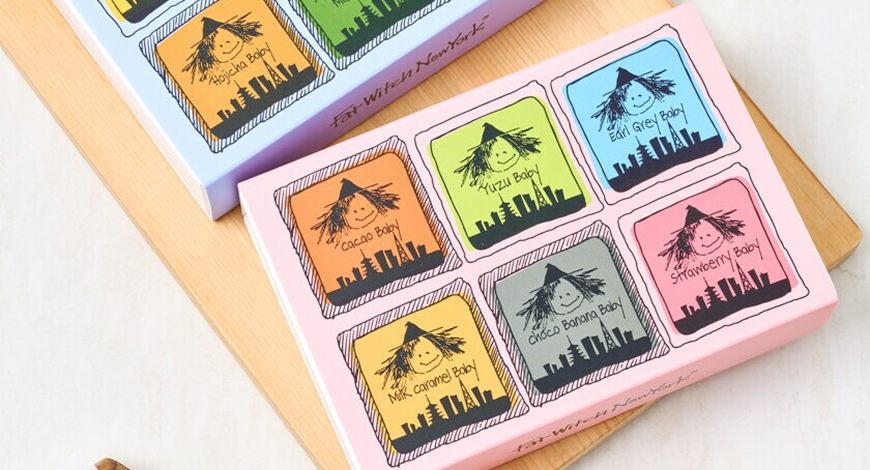 Hojicha Baby
Fat Witch New York™
Cacao Baby
Yuzu Baby
Earl Grey Baby
Milk Caramel Baby
Choco Banana Baby
Strawberry Baby
Fat Witch New York